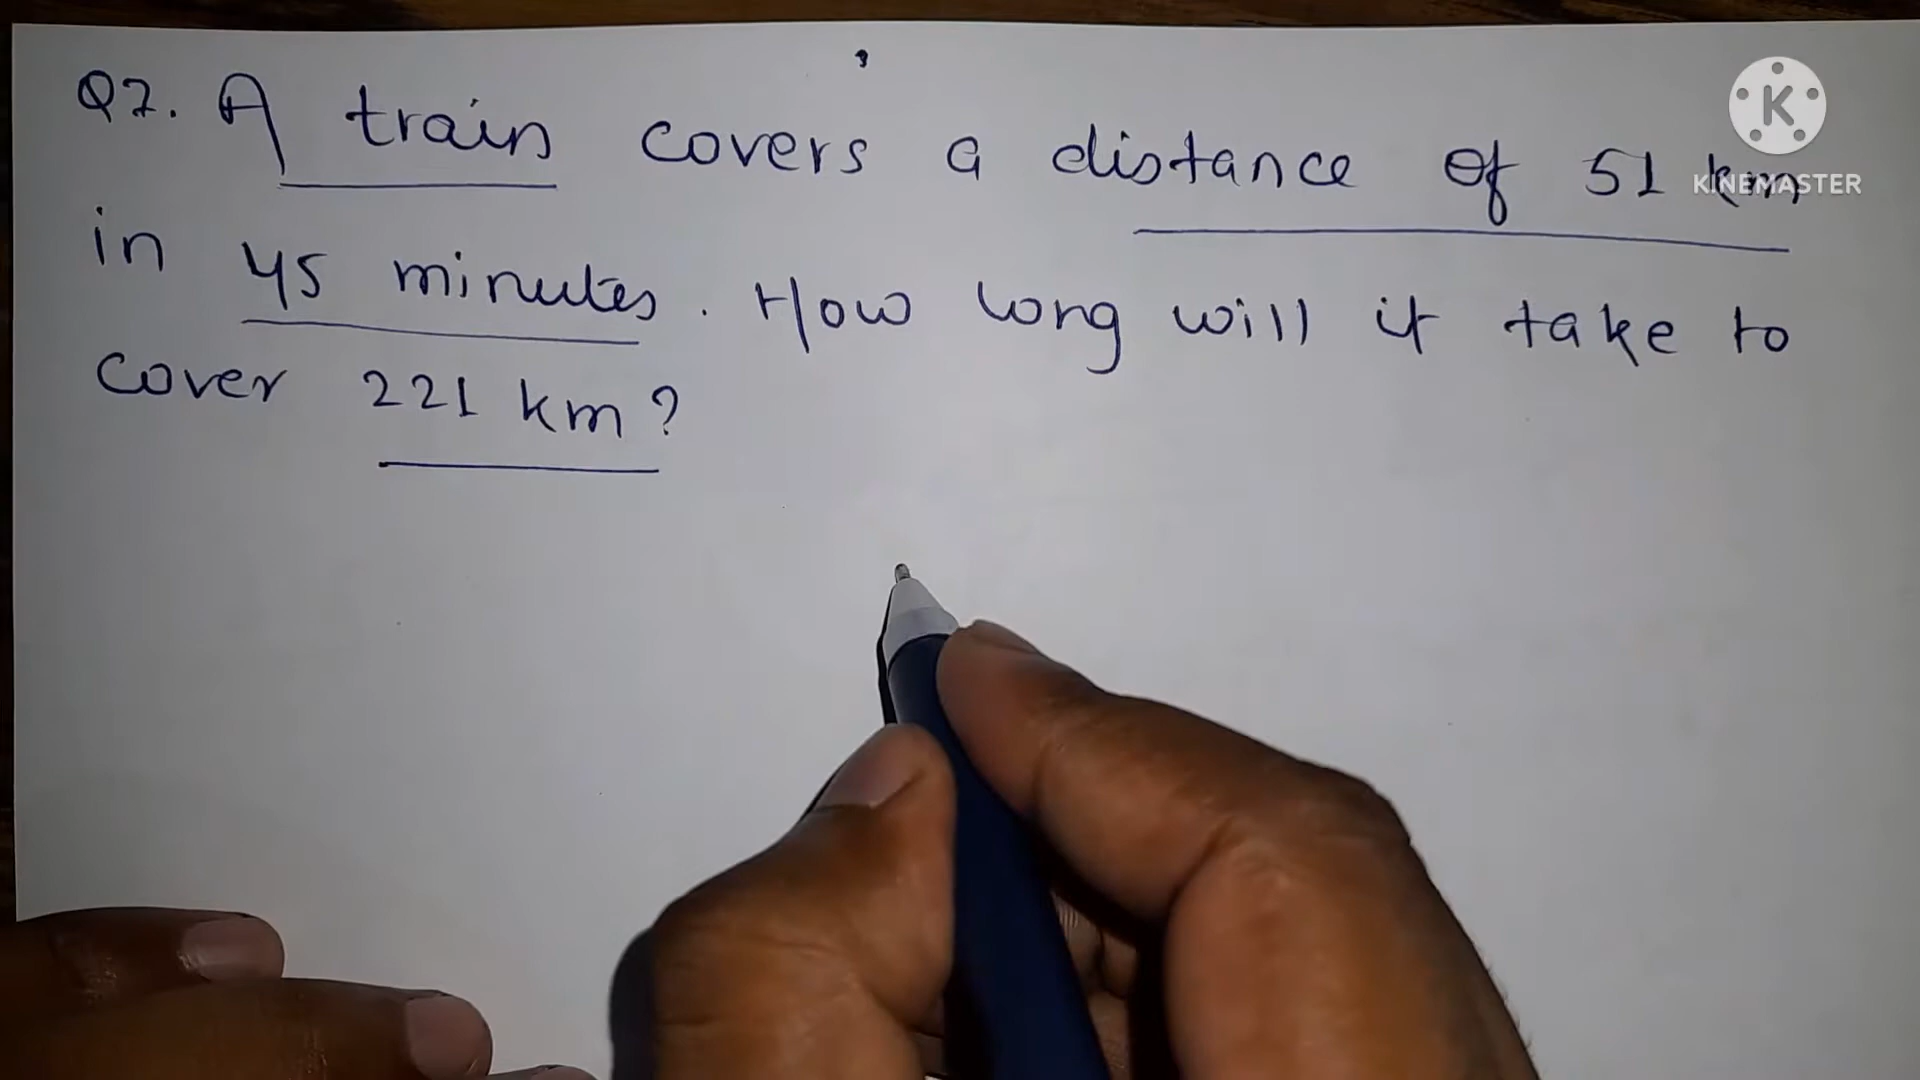 Q7. A train covers a distance of 51 km
in 45 minutes. How long will it take to
cover 221 km?
K
KINEMASTER